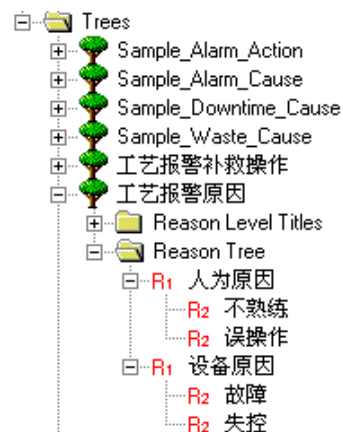 Trees
Sample_Alarm_Action
Sample_Alarm_Cause
Sample_Downtime_Cause
Sample_Waste_Cause
工艺报警补救操作
工艺报警原因
Reason Level Titles
Reason Tree
R1 人为原因
R2 不熟练
R2 误操作
R1 设备原因
R2 故障
R2 失控